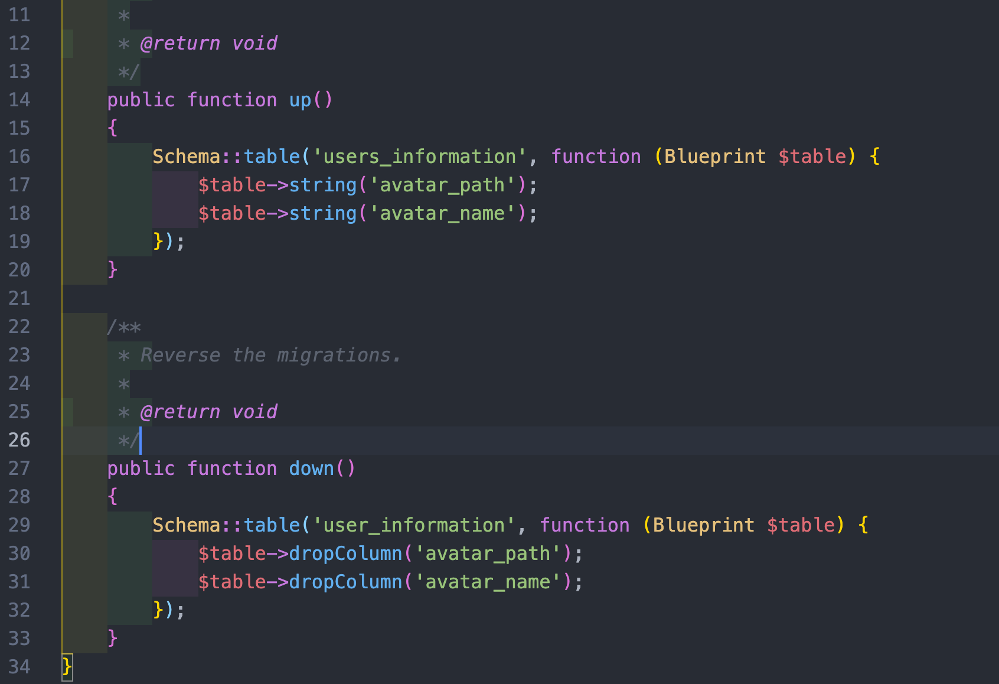 11 *
12 * @return void
13 */
14 public function up()
15 {
16 Schema::table('users_information', function (Blueprint $table) {
17 $table->string('avatar_path');
18 $table->string('avatar_name');
19 });
20 }
21
22 /**
23 * Reverse the migrations.
24 *
25 * @return void
26 */
27 public function down()
28 {
29 Schema::table('user_information', function (Blueprint $table) {
30 $table->dropColumn('avatar_path');
31 $table->dropColumn('avatar_name');
32 });
33 }
34 }